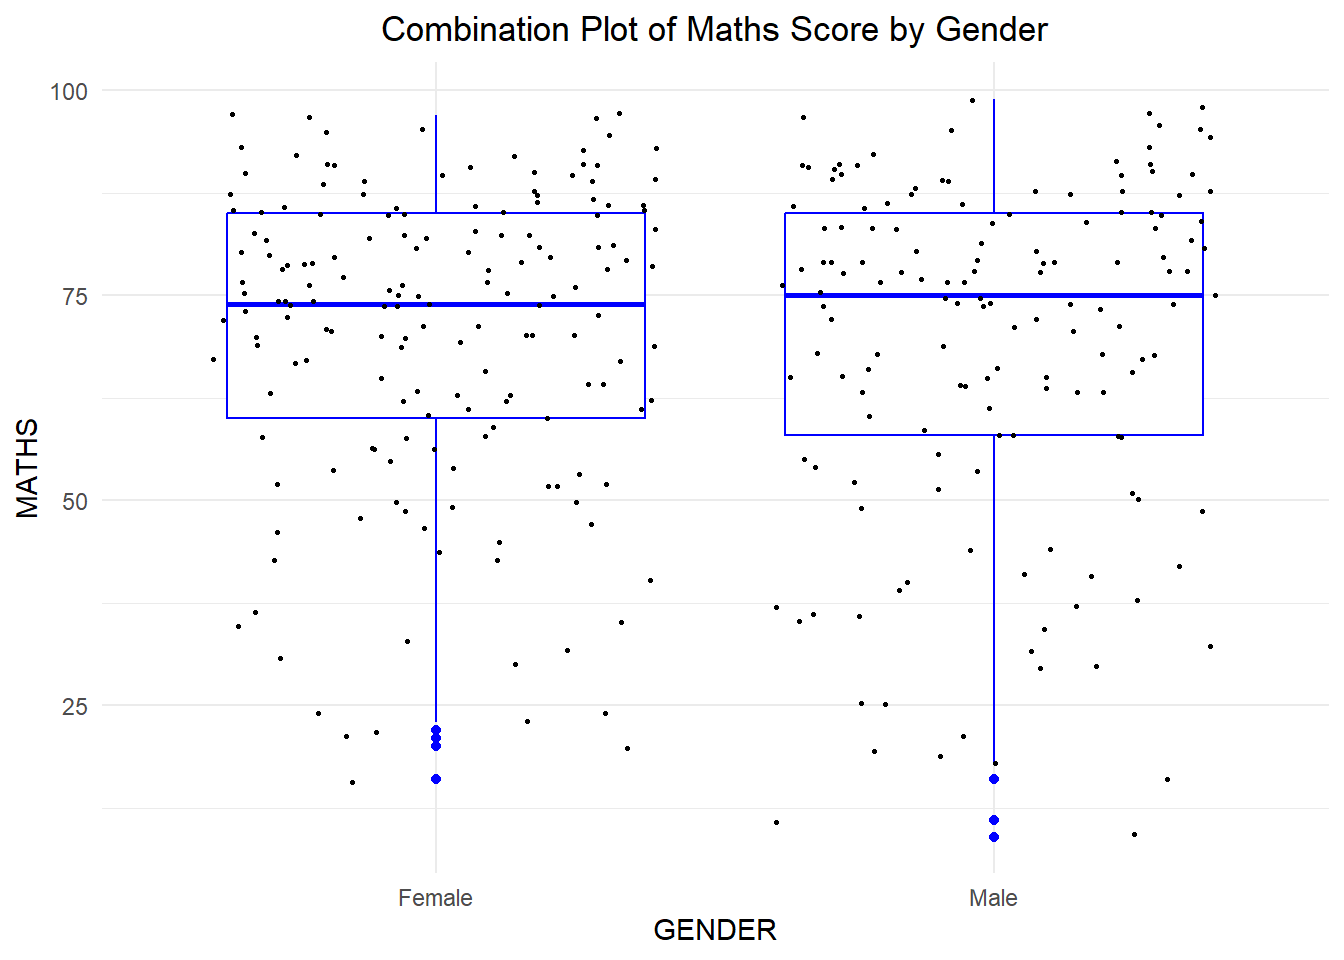 Combination Plot of Maths Score by Gender
100
75
50
25
MATHS
Female
Male
GENDER